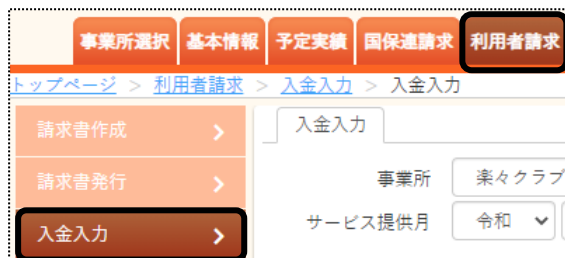 事業所選択 基本情報 予定実績 国保連請求 利用者請求
トップページ > 利用者請求 > 入金入力 > 入金入力
請求書作成
請求書発行
入金入力
入金入力
事業所 楽々クラブ
サービス提供月 令和